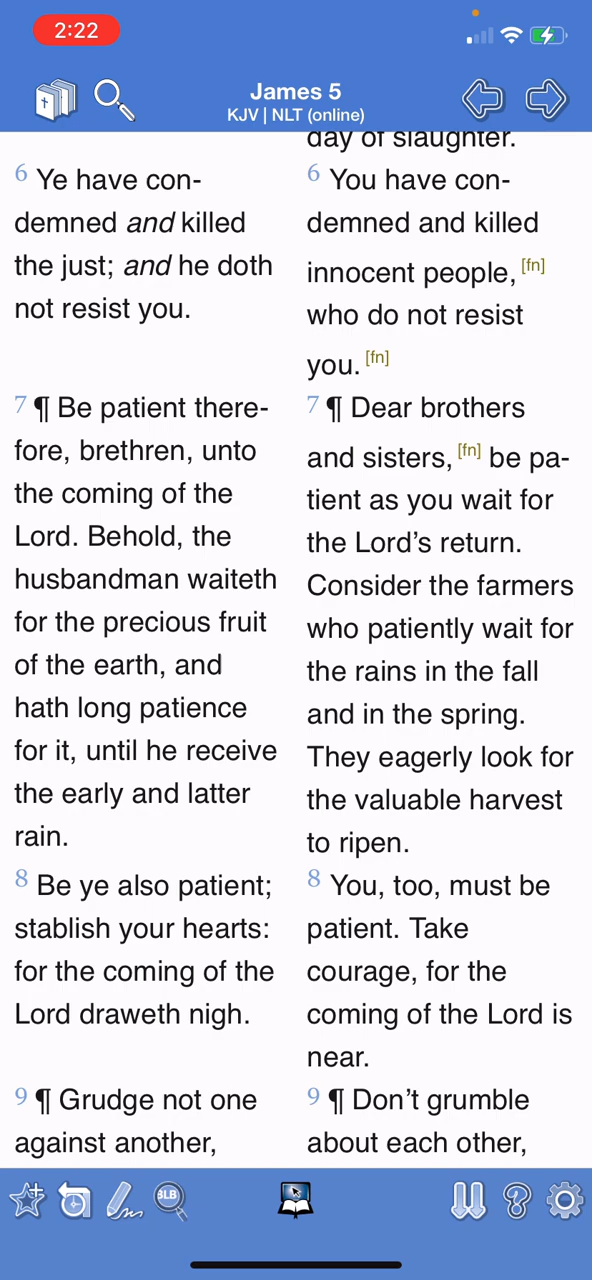 2:22
James 5
KJV | NLT (online)
day of slaughter.
6 Ye have con-
demned and killed
the just; and he doth
not resist you.
6 You have con-
demned and killed
innocent people, [fn]
who do not resist
you. [fn]
7 ¶ Be patient there-
fore, brethren, unto
the coming of the
Lord. Behold, the
husbandman waiteth
for the precious fruit
of the earth, and
hath long patience
for it, until he receive
the early and latter
rain.
7 ¶ Dear brothers
and sisters, [fn] be pa-
tient as you wait for
the Lord’s return.
Consider the farmers
who patiently wait for
the rains in the fall
and in the spring.
They eagerly look for
the valuable harvest
to ripen.
8 Be ye also patient;
stablish your hearts:
for the coming of the
Lord draweth nigh.
8 You, too, must be
patient. Take
courage, for the
coming of the Lord is
near.
9 ¶ Grudge not one
against another,
9 ¶ Don’t grumble
about each other,
BLB